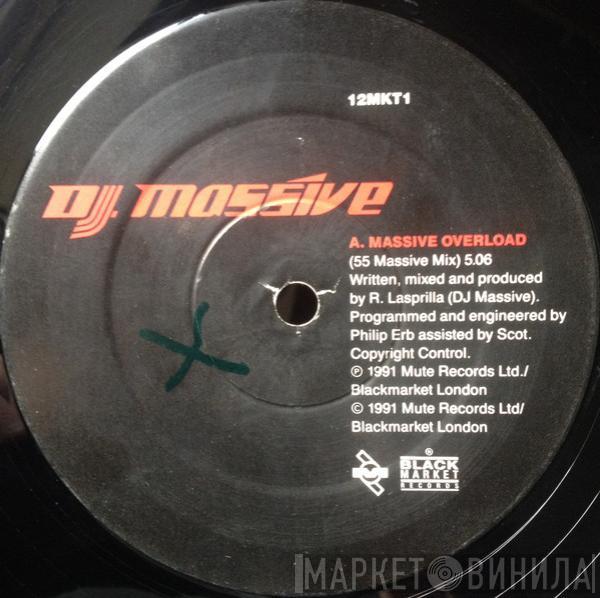 12MKT1
DJ. massive
A. MASSIVE OVERLOAD
(55 Massive Mix) 5.06
Written, mixed and produced
by R. Lasprilla (DJ Massive).
Programmed and engineered by
Philip Erb assisted by Scot.
Copyright Control.
℗ 1991 Mute Records Ltd./
Blackmarket London
© 1991 Mute Records Ltd/
Blackmarket London
®
BLACK
MARKET
RECORDS
МАРКЕТ ВИНИЛА